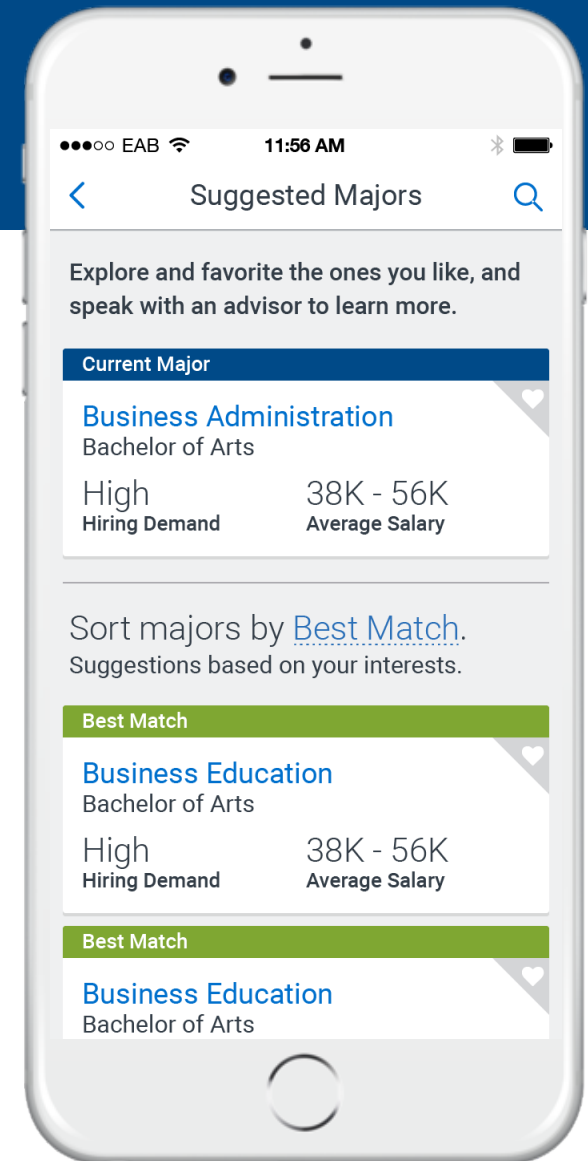 EAB 11:56 AM
Suggested Majors
Explore and favorite the ones you like, and
speak with an advisor to learn more.
Current Major
Business Administration
Bachelor of Arts
High 38K - 56K
Hiring Demand Average Salary
Sort majors by Best Match.
Suggestions based on your interests.
Best Match
Business Education
Bachelor of Arts
High 38K - 56K
Hiring Demand Average Salary
Best Match
Business Education
Bachelor of Arts